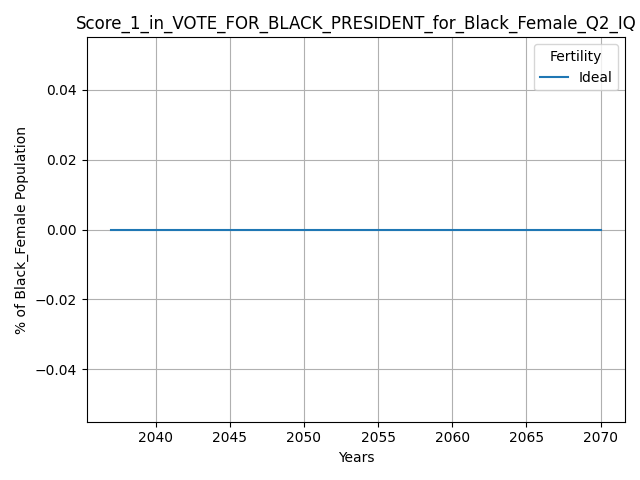 Score_1_in_VOTE_FOR_BLACK_PRESIDENT_for_Black_Female_Q2_IQ
Fertility
Ideal
% of Black_Female Population
0.04
0.02
0.00
−0.02
−0.04
2040 2045 2050 2055 2060 2065 2070
Years